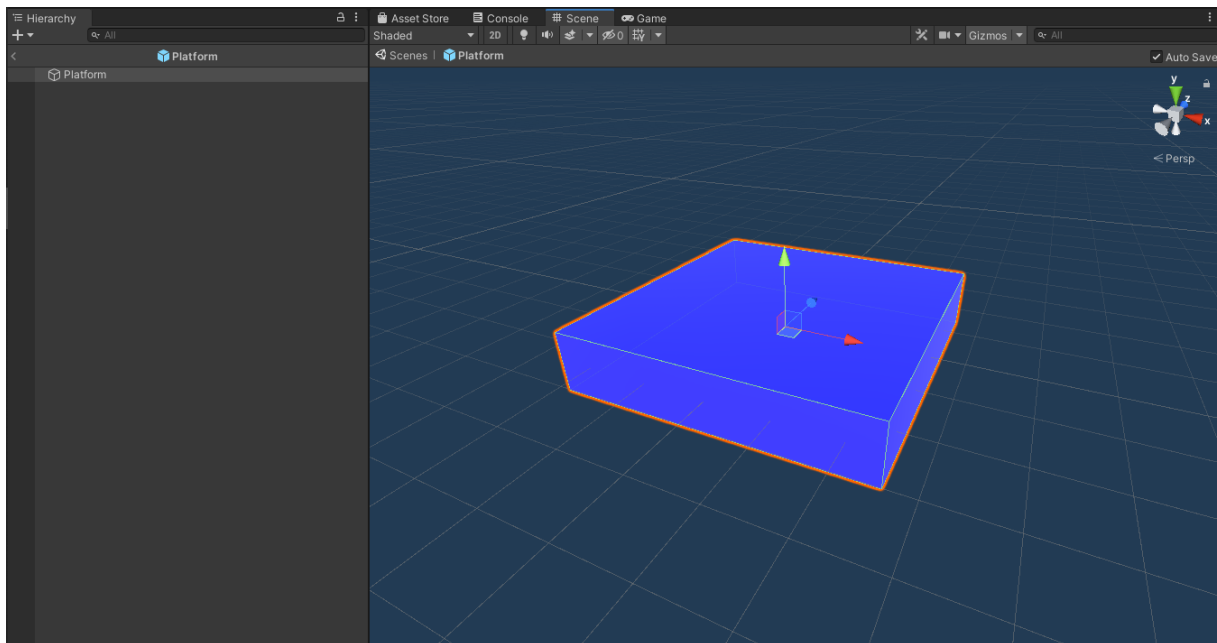 Hierarchy
All
Platform
Platform
Asset Store
Console
Scene
Game
Shaded
2D
0
Gizmos
All
Scenes
Platform
Auto Save
y
z
x
Persp